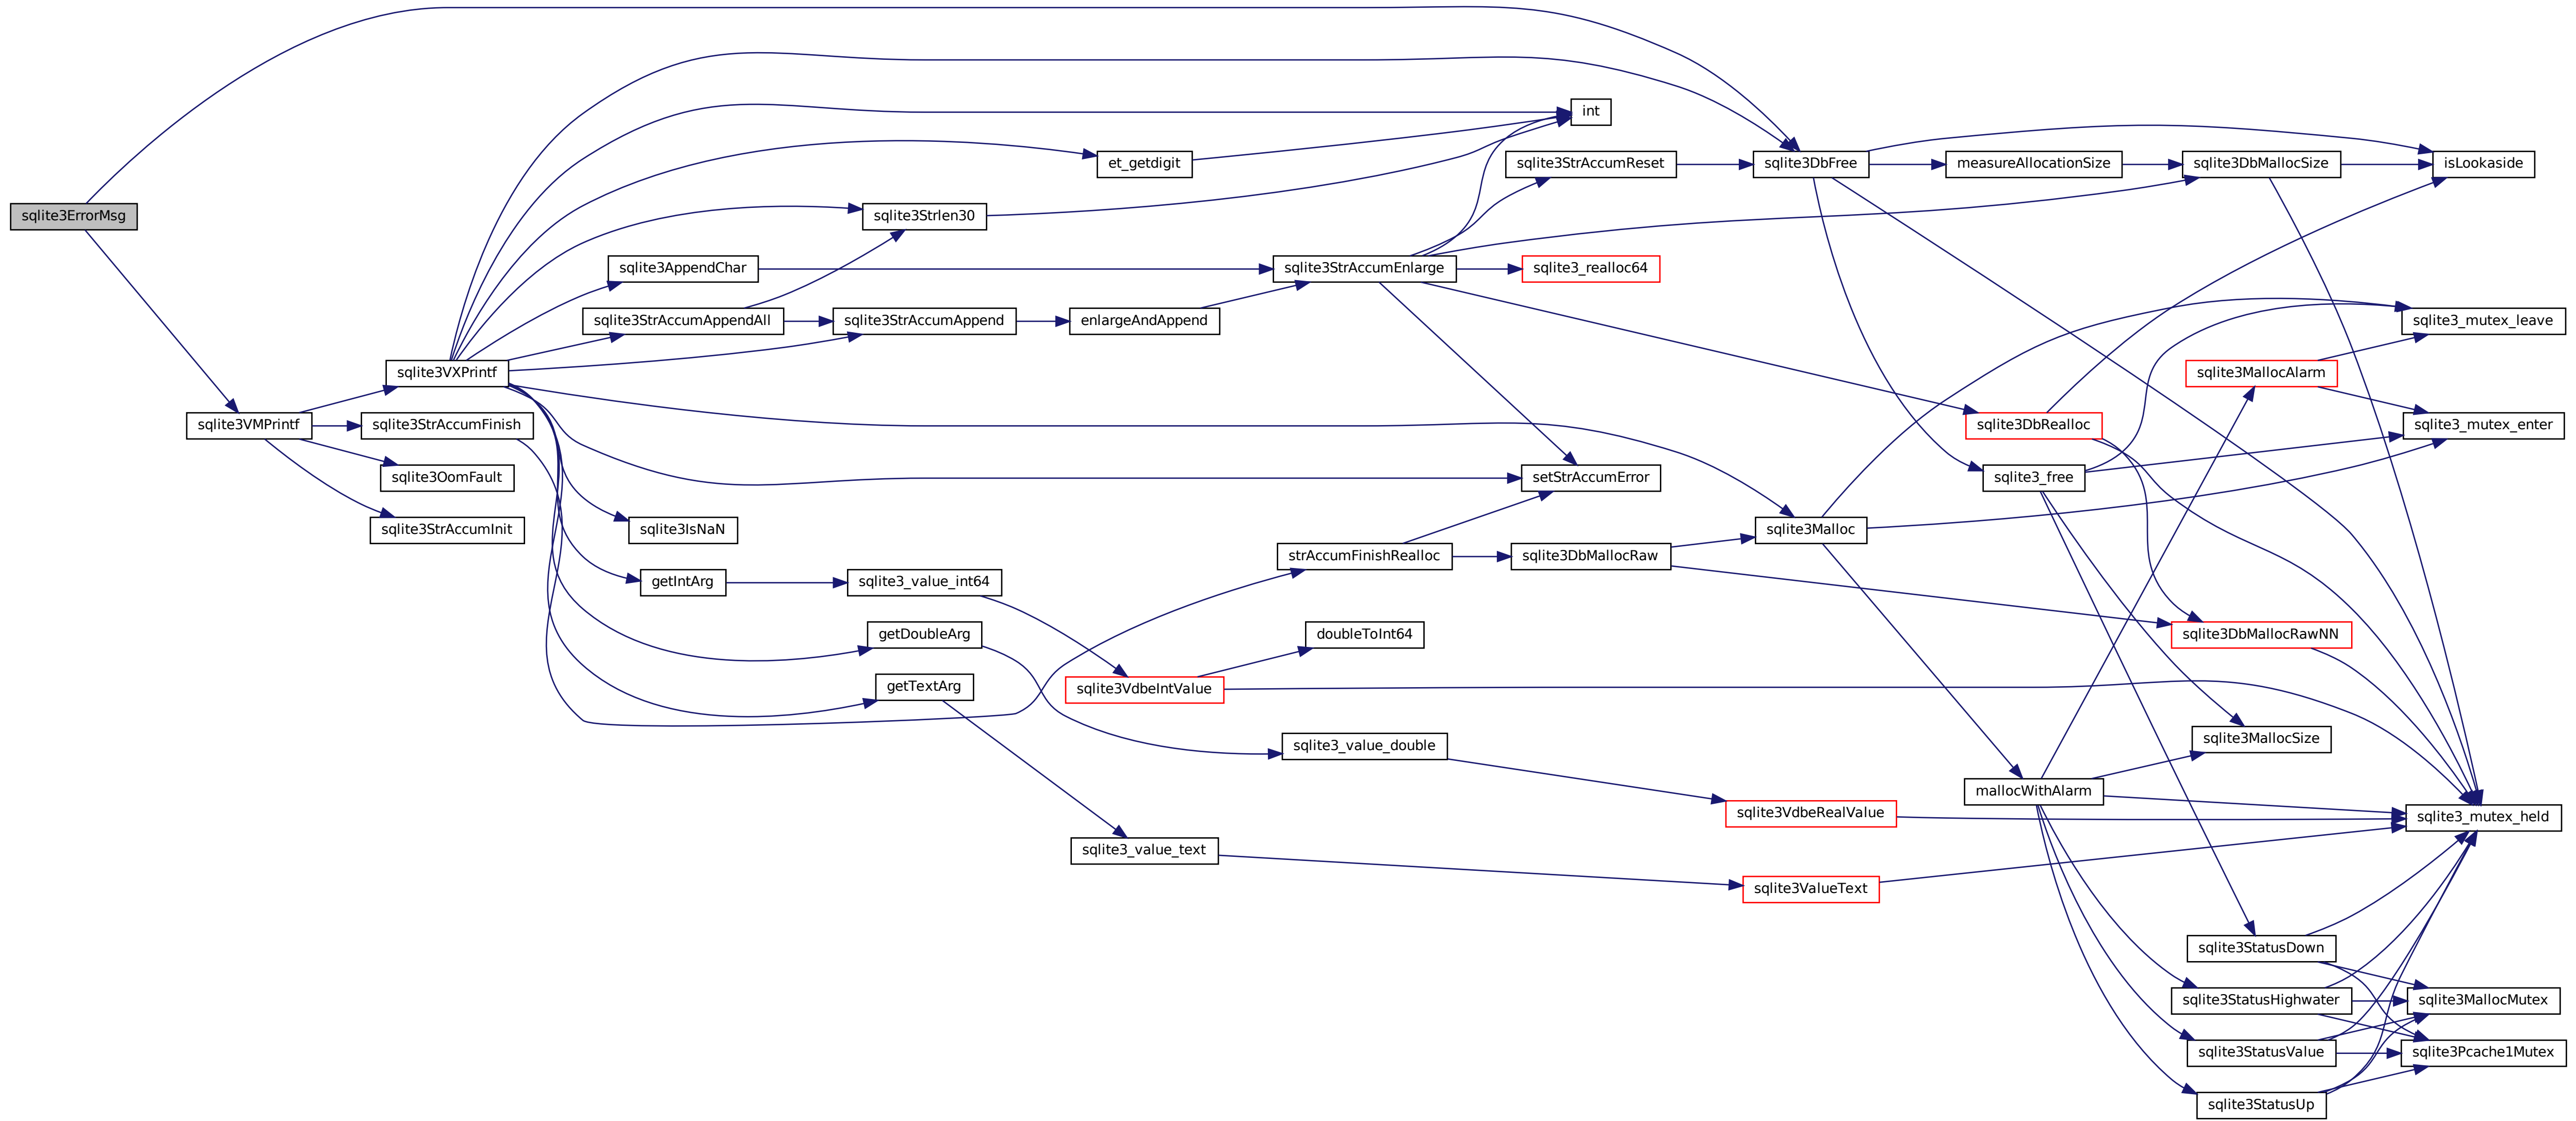 sqlite3ErrorMsg
sqlite3VMPrintf
sqlite3VXPrintf
sqlite3StrAccumFinish
sqlite3OomFault
sqlite3StrAccumInit
sqlite3AppendChar
sqlite3StrAccumAppendAll
sqlite3IsNaN
getIntArg
sqlite3Strlen30
sqlite3StrAccumAppend
sqlite3_value_int64
getDoubleArg
getTextArg
et_getdigit
enlargeAndAppend
sqlite3VdbeIntValue
sqlite3_value_text
sqlite3StrAccumEnlarge
strAccumFinishRealloc
doubleToInt64
sqlite3_value_double
int
sqlite3StrAccumReset
sqlite3_realloc64
setStrAccumError
sqlite3DbMallocRaw
sqlite3DbFree
sqlite3Malloc
sqlite3VdbeRealValue
sqlite3ValueText
measureAllocationSize
sqlite3DbRealloc
sqlite3_free
mallocWithAlarm
sqlite3DbMallocSize
sqlite3MallocAlarm
sqlite3DbMallocRawNN
sqlite3MallocSize
sqlite3StatusDown
sqlite3StatusHighwater
sqlite3StatusValue
sqlite3StatusUp
isLookaside
sqlite3_mutex_leave
sqlite3_mutex_enter
sqlite3_mutex_held
sqlite3MallocMutex
sqlite3Pcache1Mutex